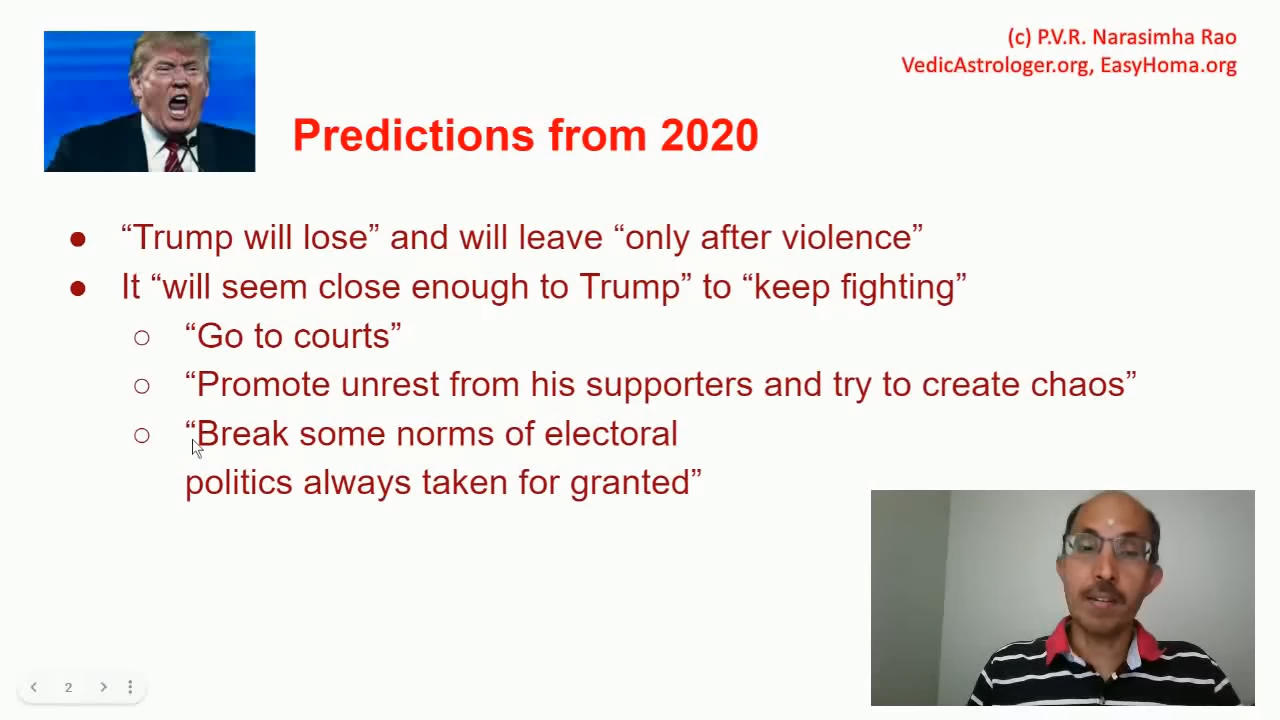 (c) P.V.R. Narasimha Rao
VedicAstrologer.org, EasyHoma.org
Predictions from 2020
● “Trump will lose” and will leave “only after violence”
● It “will seem close enough to Trump” to “keep fighting”
○ “Go to courts”
○ “Promote unrest from his supporters and try to create chaos”
○ “Break some norms of electoral
politics always taken for granted”
2